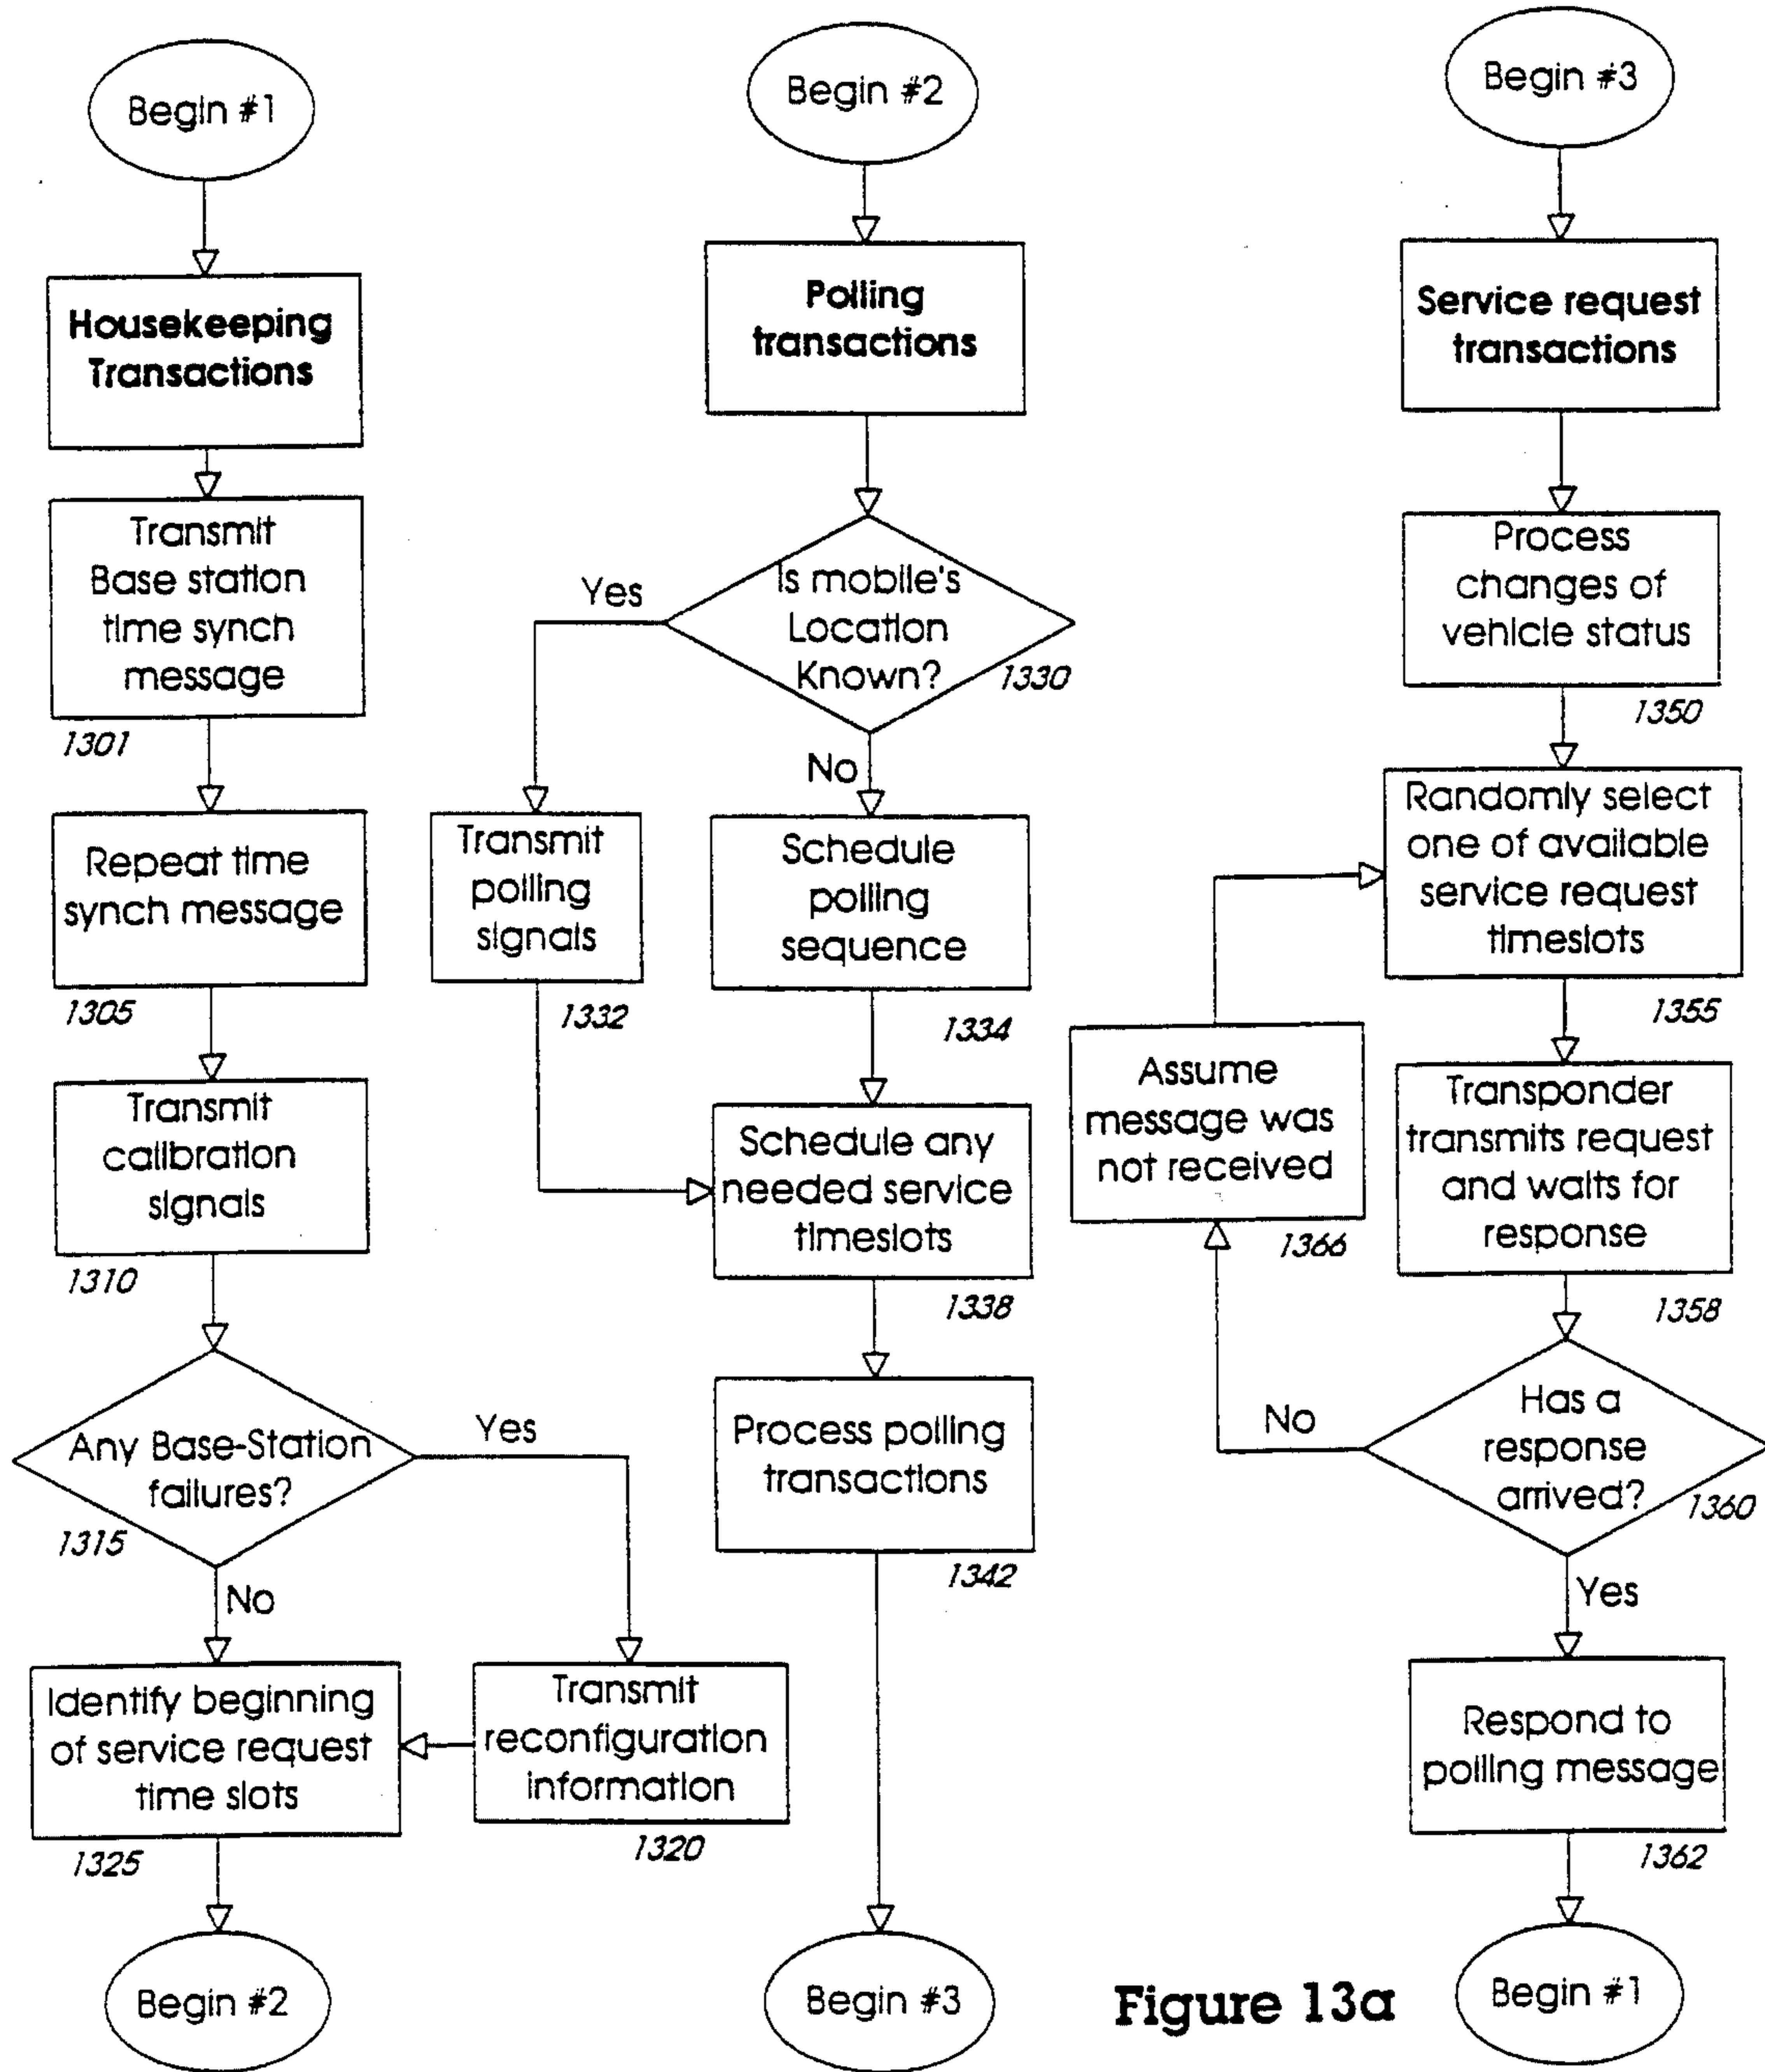 Begin #1
Housekeeping
Transactions
Transmit
Base station
time synch
message
1301
Repeat time
synch message
1305
Transmit
calibration
signals
1310
Any Base-Station
failures?
1315
Yes
No
Identify beginning
of service request
time slots
1325
Transmit
reconfiguration
information
1320
Begin #2
Begin #2
Polling
transactions
Is mobile's
Location
Known?
1330
Yes
No
Transmit
polling
signals
1332
Schedule
polling
sequence
1334
Schedule any
needed service
timeslots
1338
Process polling
transactions
1342
Begin #3
Begin #3
Service request
transactions
Process
changes of
vehicle status
1350
Randomly select
one of available
service request
timeslots
1355
Assume
message was
not received
1366
Transponder
transmits request
and waits for
response
1358
Has a
response
arrived?
1360
No
Yes
Respond to
polling message
1362
Begin #1
Figure 13a